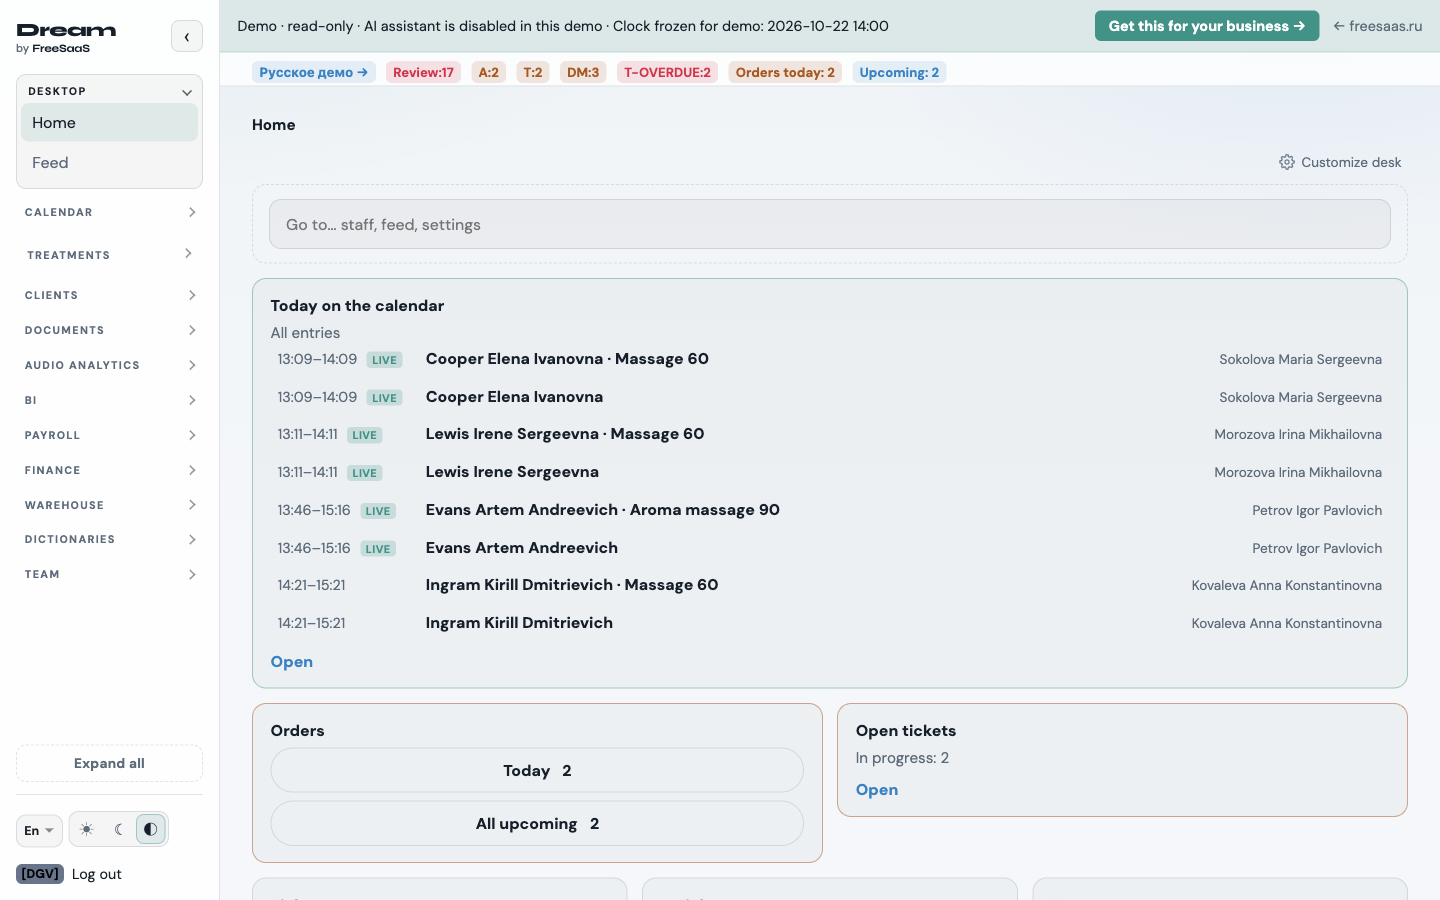 Dream
by FreeSaaS
‹
Demo · read-only · AI assistant is disabled in this demo · Clock frozen for demo: 2026-10-22 14:00
Get this for your business →
← freesaas.ru
Русское демо →
Review:17
A:2
T:2
DM:3
T-OVERDUE:2
Orders today: 2
Upcoming: 2
DESKTOP
Home
Feed
CALENDAR
TREATMENTS
CLIENTS
DOCUMENTS
AUDIO ANALYTICS
BI
PAYROLL
FINANCE
WAREHOUSE
DICTIONARIES
TEAM
Expand all
En
[DGV] Log out
Home
Customize desk
Go to... staff, feed, settings
Today on the calendar
All entries
13:09–14:09 LIVE Cooper Elena Ivanovna · Massage 60 Sokolova Maria Sergeevna
13:09–14:09 LIVE Cooper Elena Ivanovna Sokolova Maria Sergeevna
13:11–14:11 LIVE Lewis Irene Sergeevna · Massage 60 Morozova Irina Mikhailovna
13:11–14:11 LIVE Lewis Irene Sergeevna Morozova Irina Mikhailovna
13:46–15:16 LIVE Evans Artem Andreevich · Aroma massage 90 Petrov Igor Pavlovich
13:46–15:16 LIVE Evans Artem Andreevich Petrov Igor Pavlovich
14:21–15:21 Ingram Kirill Dmitrievich · Massage 60 Kovaleva Anna Konstantinovna
14:21–15:21 Ingram Kirill Dmitrievich Kovaleva Anna Konstantinovna
Open
Orders
Today 2
All upcoming 2
Open tickets
In progress: 2
Open